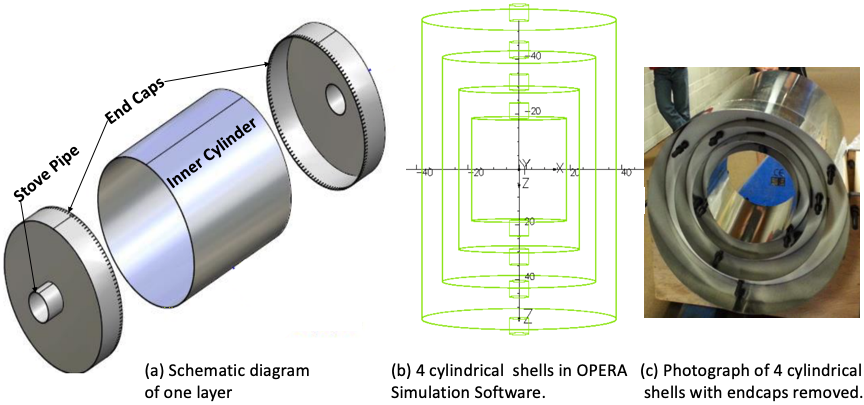 End Caps
Inner Cylinder
Stove Pipe
-40
-20
-40
-20
Y
X
20
40
Z
20
40
Z
(a) Schematic diagram
of one layer
(b) 4 cylindrical shells in OPERA
Simulation Software.
(c) Photograph of 4 cylindrical
shells with endcaps removed.